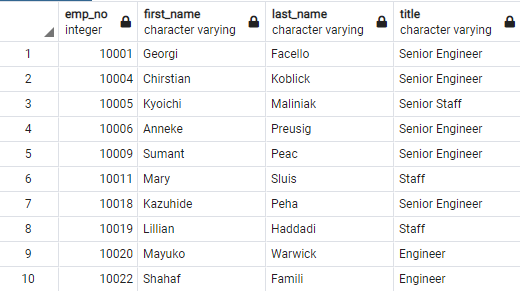 emp_no first_name last_name title
integer character varying character varying character varying
1 10001 Georgi Facello Senior Engineer
2 10004 Chirstian Koblick Senior Engineer
3 10005 Kyoichi Maliniak Senior Staff
4 10006 Anneke Preusig Senior Engineer
5 10009 Sumant Peac Senior Engineer
6 10011 Mary Sluis Staff
7 10018 Kazuhide Peha Senior Engineer
8 10019 Lillian Haddadi Staff
9 10020 Mayuko Warwick Engineer
10 10022 Shahaf Famili Engineer